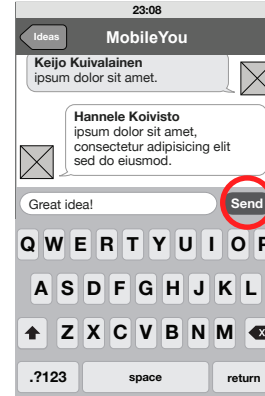 23:08
Ideas MobileYou
Keijo Kuivalainen
ipsum dolor sit amet.
Hannele Koivisto
ipsum dolor sit amet,
consectetur adipisicing elit
sed do eiusmod.
Great idea! Send
Q W E R T Y U I O P
A S D F G H J K L
Z X C V B N M
.?123 space return